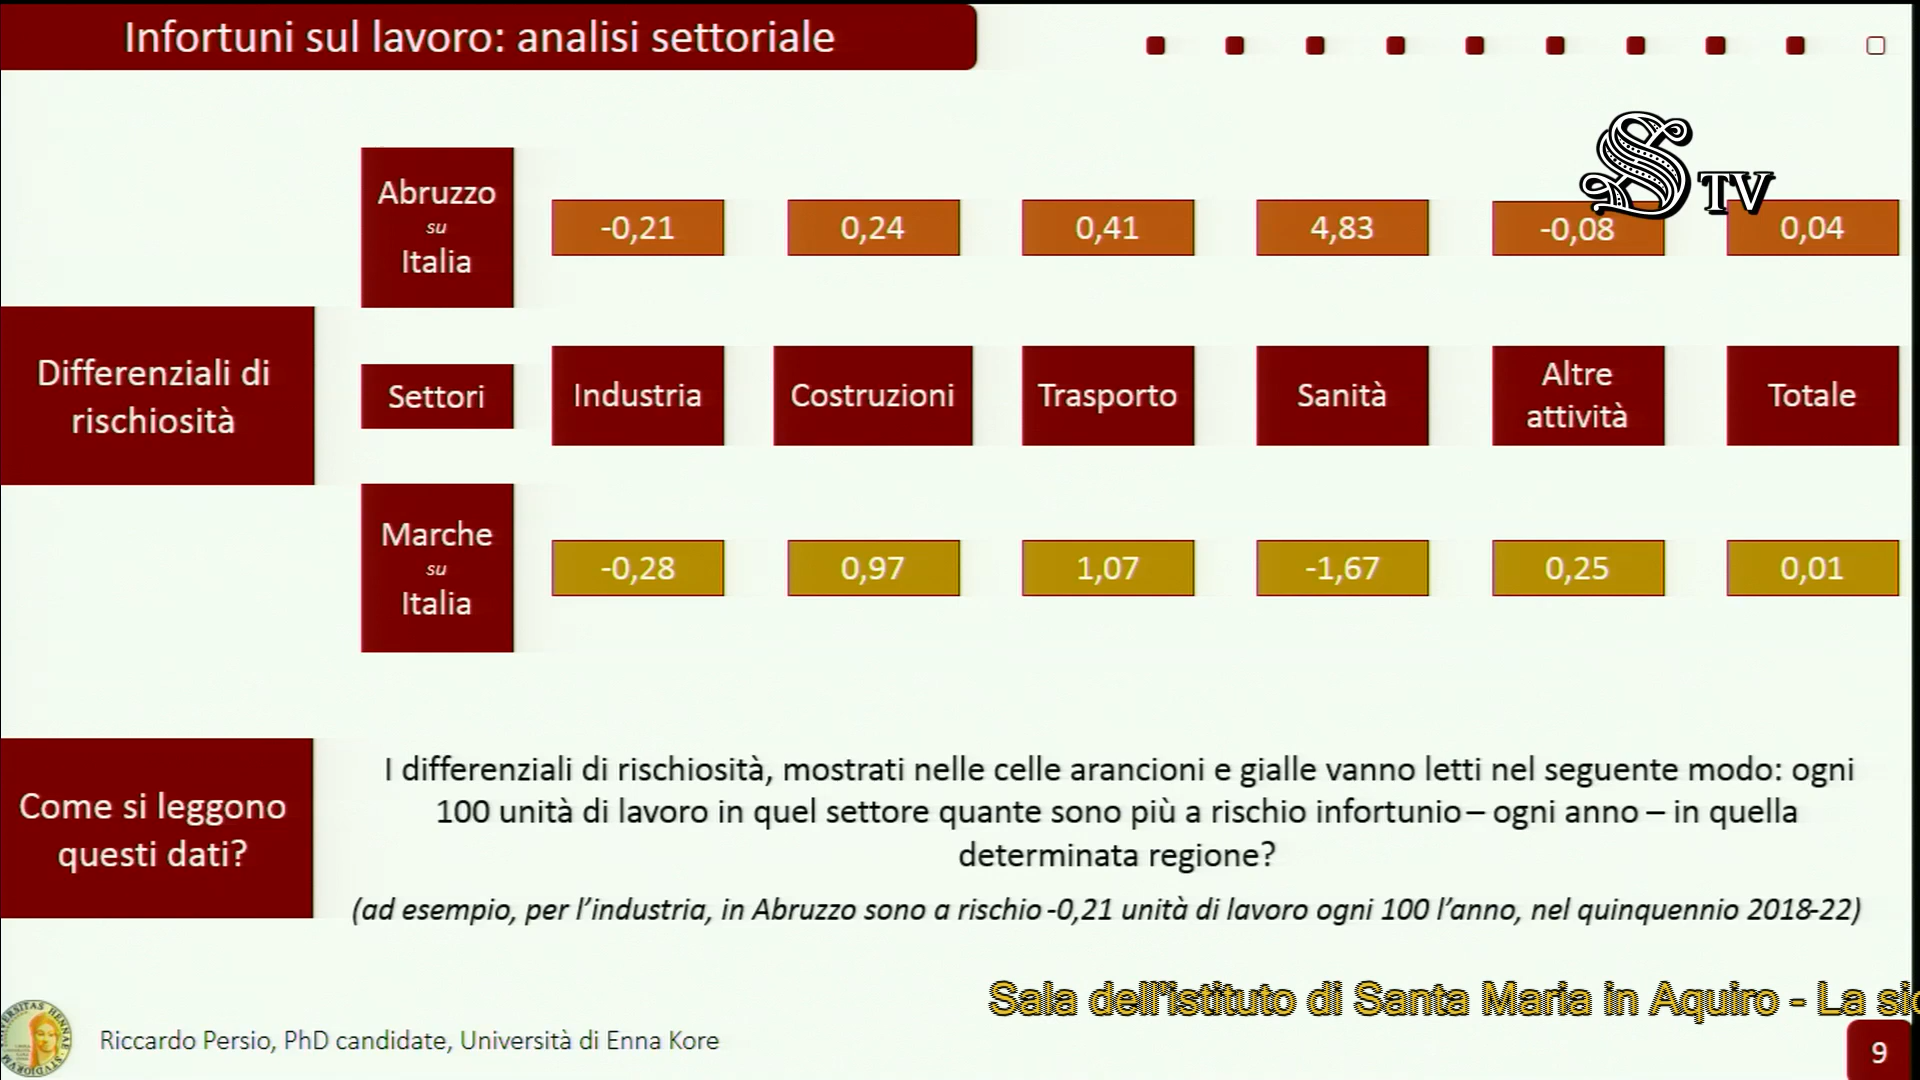 Infortuni sul lavoro: analisi settoriale
S TV
Abruzzo
su
Italia
-0,21
0,24
0,41
4,83
-0,08
0,04
Differenziali di
rischiosità
Settori
Industria
Costruzioni
Trasporto
Sanità
Altre
attività
Totale
Marche
su
Italia
-0,28
0,97
1,07
-1,67
0,25
0,01
Come si leggono
questi dati?
I differenziali di rischiosità, mostrati nelle celle arancioni e gialle vanno letti nel seguente modo: ogni
100 unità di lavoro in quel settore quante sono più a rischio infortunio – ogni anno – in quella
determinata regione?
(ad esempio, per l'industria, in Abruzzo sono a rischio -0,21 unità di lavoro ogni 100 l'anno, nel quinquennio 2018-22)
Sala dell'istituto di Santa Maria in Aquiro - La sic
Riccardo Persio, PhD candidate, Università di Enna Kore
9